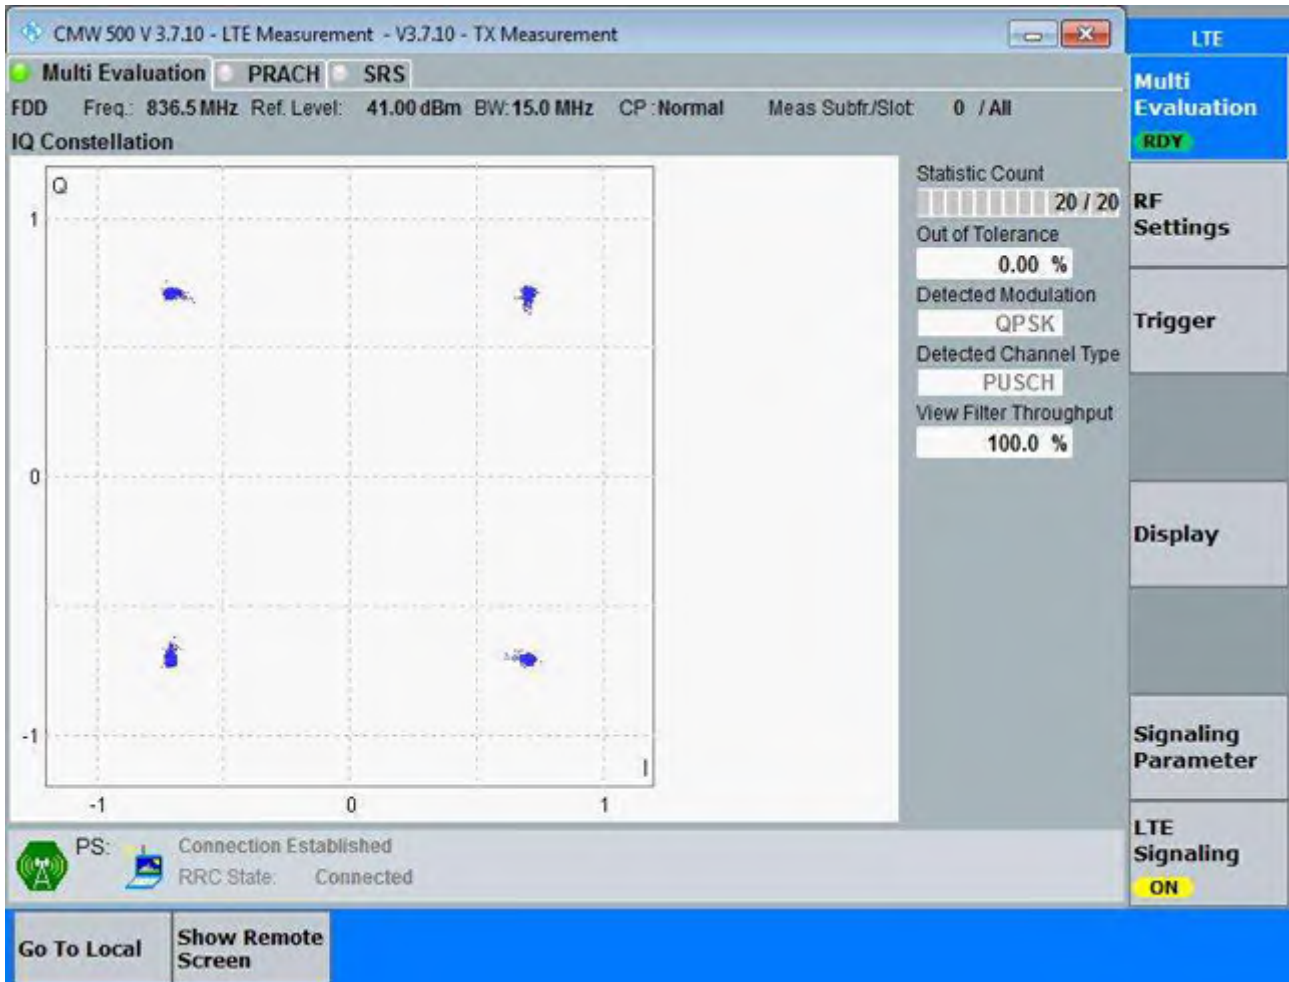 CMW 500 V 3.7.10 - LTE Measurement - V3.7.10 - TX Measurement
LTE
Multi Evaluation PRACH SRS
FDD Freq.: 836.5 MHz Ref. Level: 41.00 dBm BW: 15.0 MHz CP : Normal Meas Subfr./Slot: 0 / All
IQ Constellation
Q
1
0
-1
-1 0 1
I
Statistic Count
20 / 20
Out of Tolerance
0.00 %
Detected Modulation
QPSK
Detected Channel Type
PUSCH
View Filter Throughput
100.0 %
Multi
Evaluation
RDY
RF
Settings
Trigger
Display
Signaling
Parameter
LTE
Signaling
ON
PS: Connection Established
RRC State: Connected
Go To Local
Show Remote
Screen